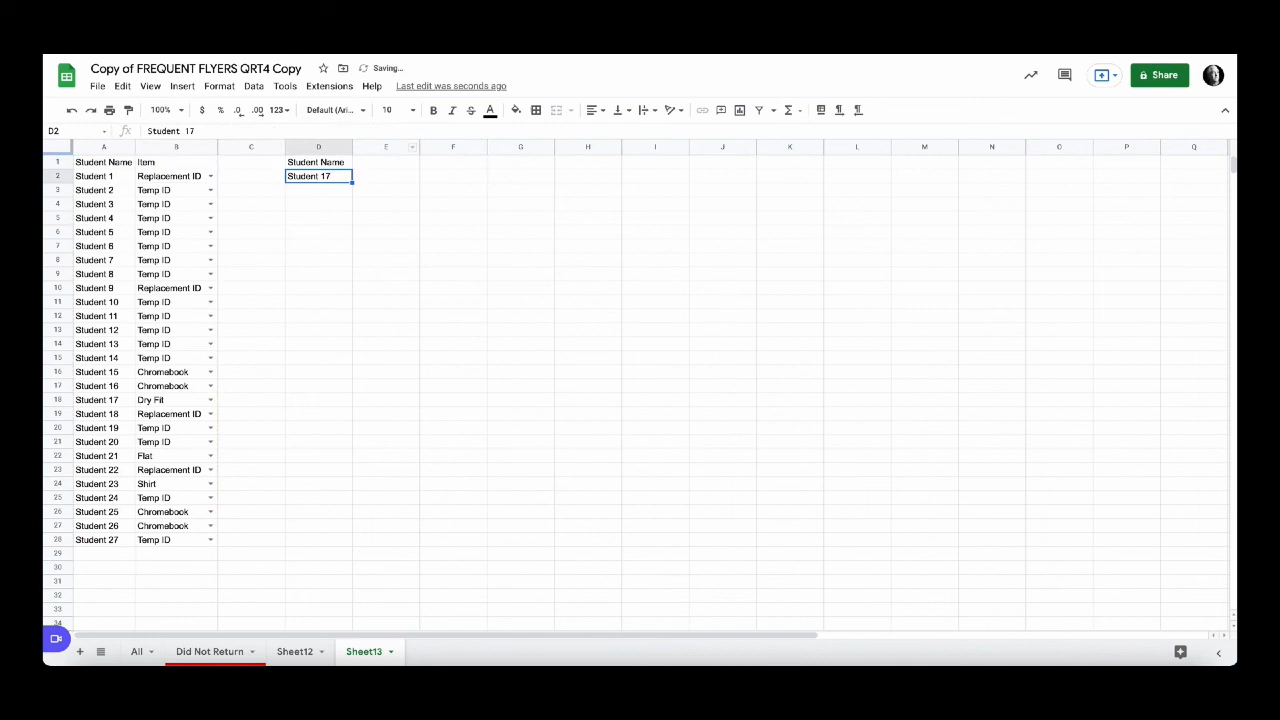 Copy of FREQUENT FLYERS QRT4 Copy Saving...
File Edit View Insert Format Data Tools Extensions Help Last edit was seconds ago Share
100% $ % .0 .00 123 Default (Ari... 10 B I S A
D2 fx Student 17
A B C D E F G H I J K L M N O P Q
1 Student Name Item Student Name
2 Student 1 Replacement ID Student 17
3 Student 2 Temp ID
4 Student 3 Temp ID
5 Student 4 Temp ID
6 Student 5 Temp ID
7 Student 6 Temp ID
8 Student 7 Temp ID
9 Student 8 Temp ID
10 Student 9 Replacement ID
11 Student 10 Temp ID
12 Student 11 Temp ID
13 Student 12 Temp ID
14 Student 13 Temp ID
15 Student 14 Temp ID
16 Student 15 Chromebook
17 Student 16 Chromebook
18 Student 17 Dry Fit
19 Student 18 Replacement ID
20 Student 19 Temp ID
21 Student 20 Temp ID
22 Student 21 Flat
23 Student 22 Replacement ID
24 Student 23 Shirt
25 Student 24 Temp ID
26 Student 25 Chromebook
27 Student 26 Chromebook
28 Student 27 Temp ID
29
30
31
32
33
34
All Did Not Return Sheet12 Sheet13